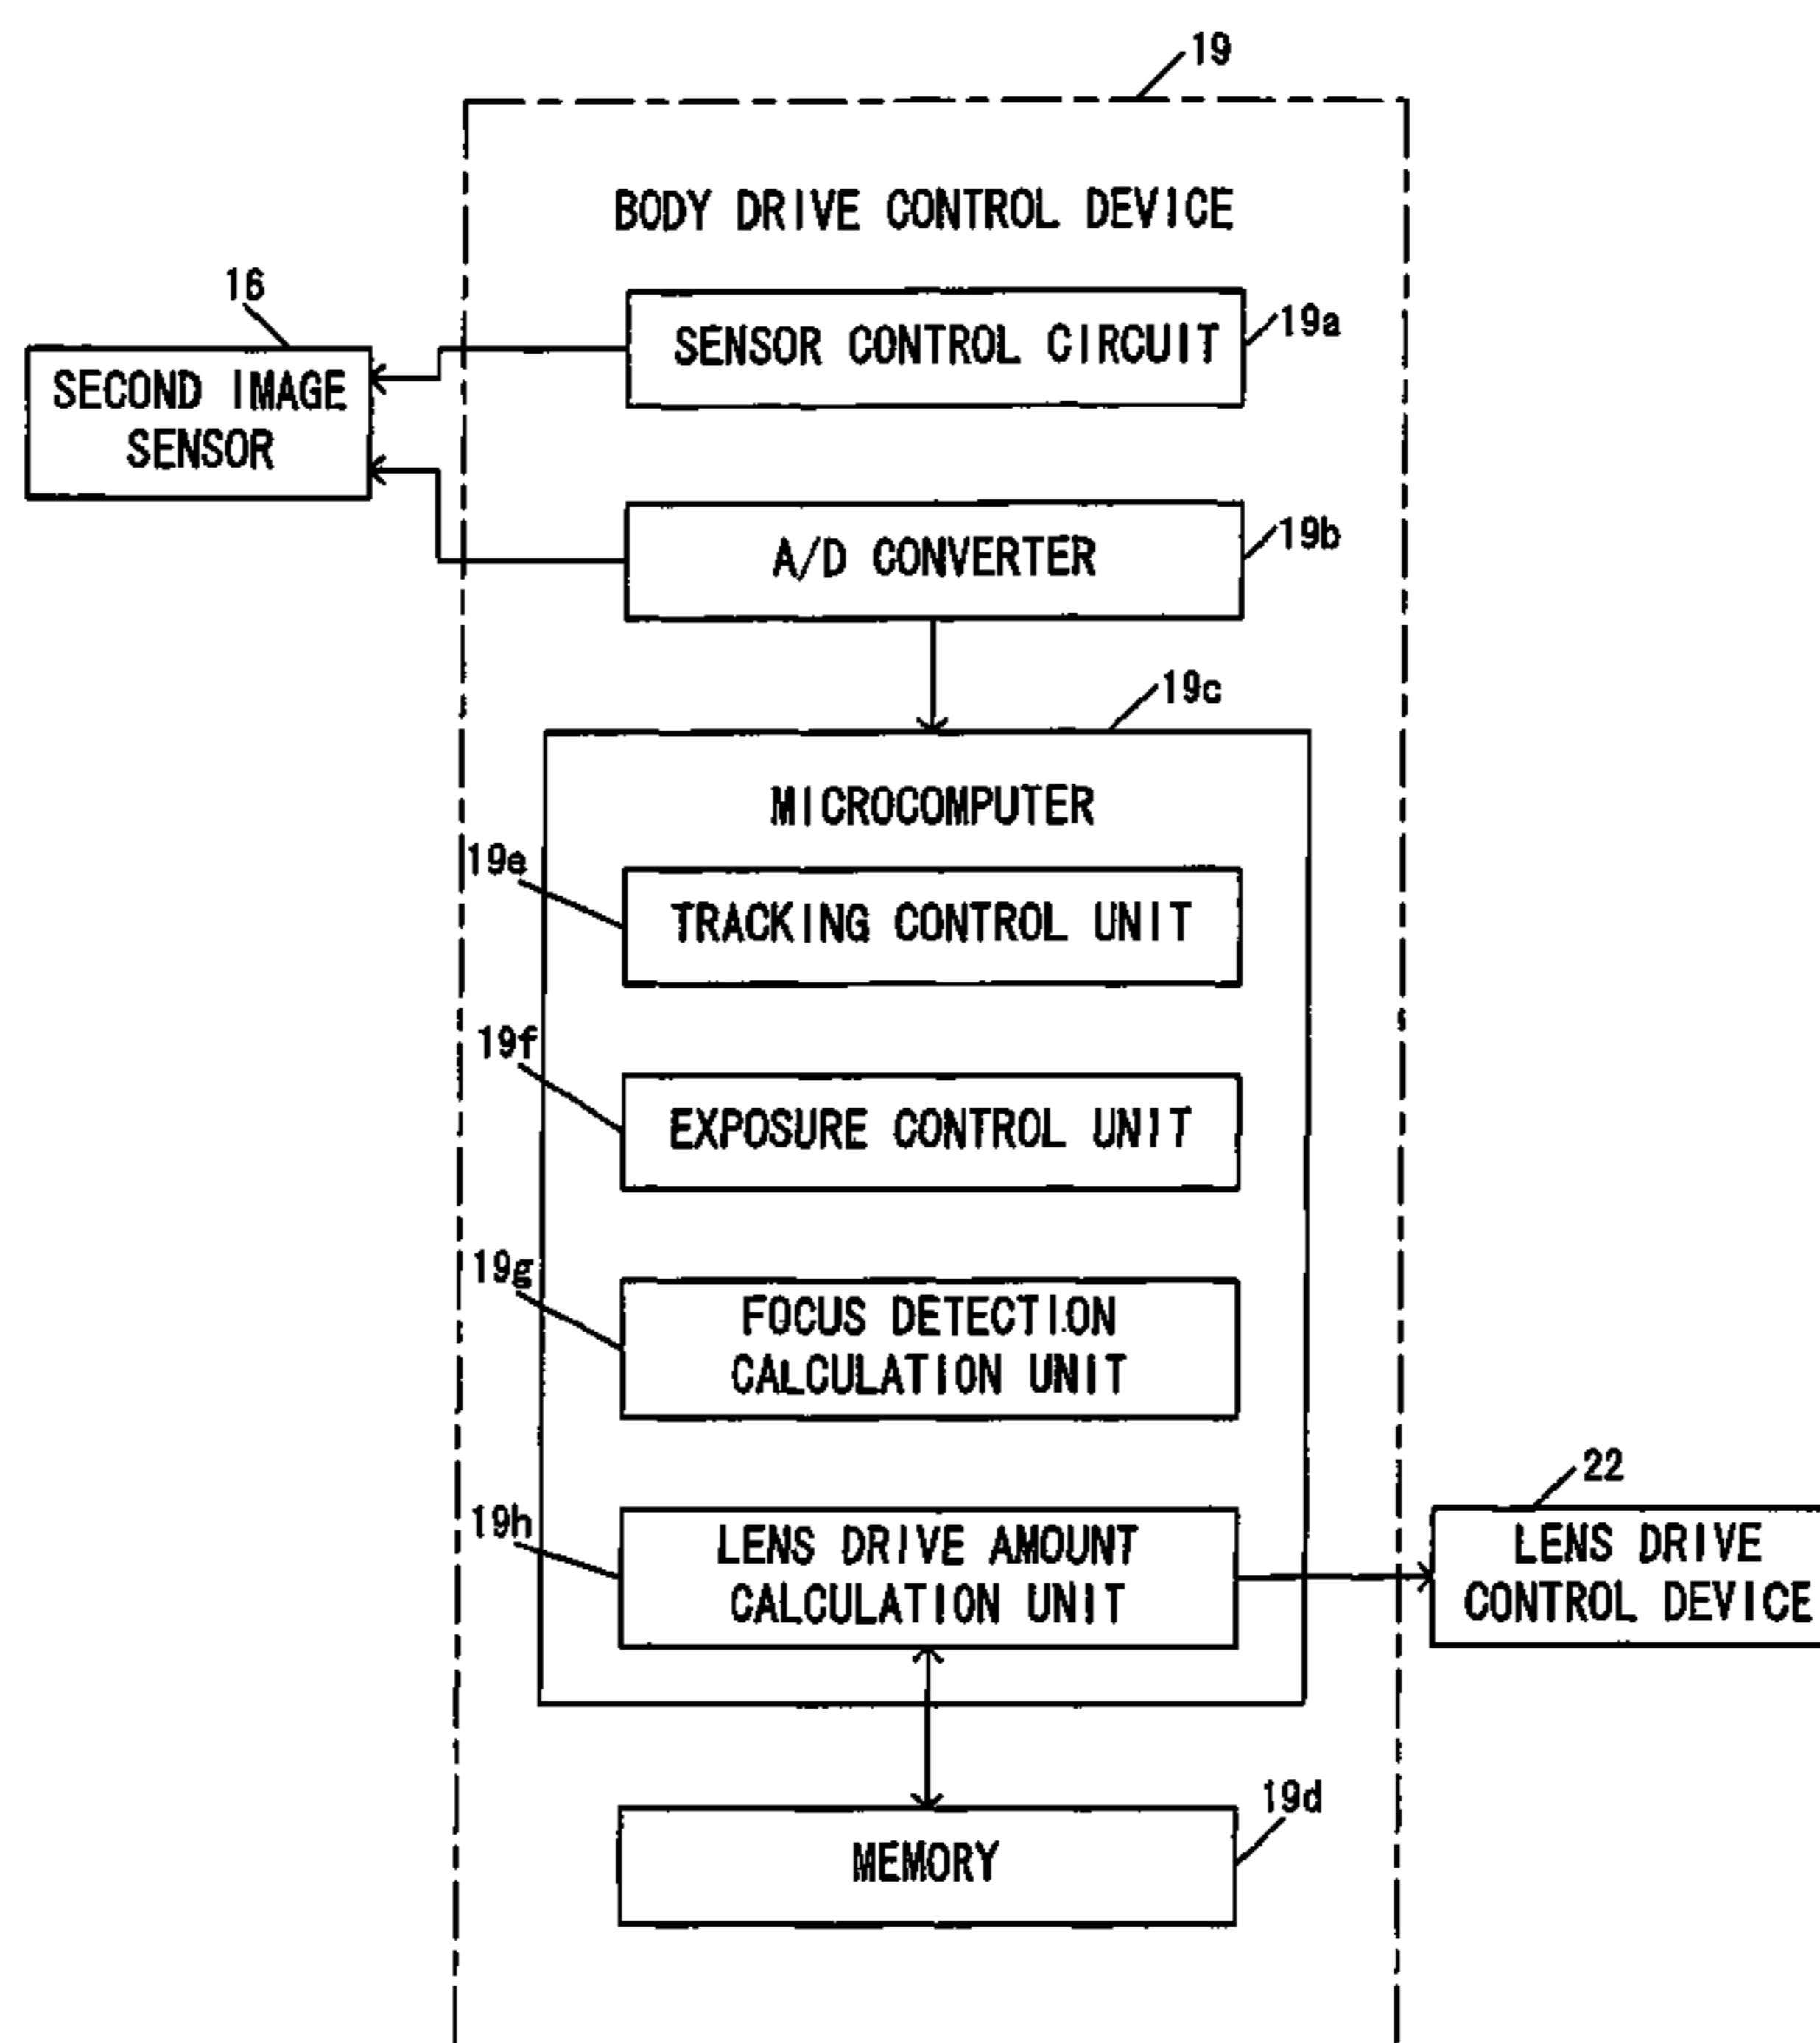 19
BODY DRIVE CONTROL DEVICE
16
SENSOR CONTROL CIRCUIT
19a
SECOND IMAGE
SENSOR
A/D CONVERTER
19b
19c
MICROCOMPUTER
19e
TRACKING CONTROL UNIT
19f
EXPOSURE CONTROL UNIT
19g
FOCUS DETECTION
CALCULATION UNIT
19h
LENS DRIVE AMOUNT
CALCULATION UNIT
22
LENS DRIVE
CONTROL DEVICE
19d
MEMORY